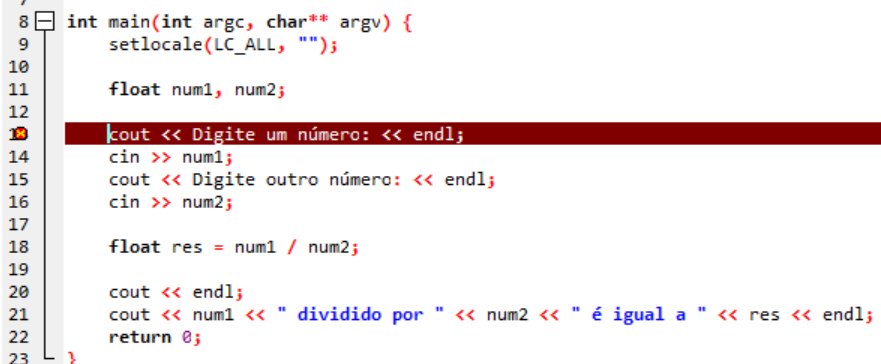 8 int main(int argc, char** argv) {
9 setlocale(LC_ALL, "");
10
11 float num1, num2;
12
cout << Digite um número: << endl;
14 cin >> num1;
15 cout << Digite outro número: << endl;
16 cin >> num2;
17
18 float res = num1 / num2;
19
20 cout << endl;
21 cout << num1 << " dividido por " << num2 << " é igual a " << res << endl;
22 return 0;
23 }